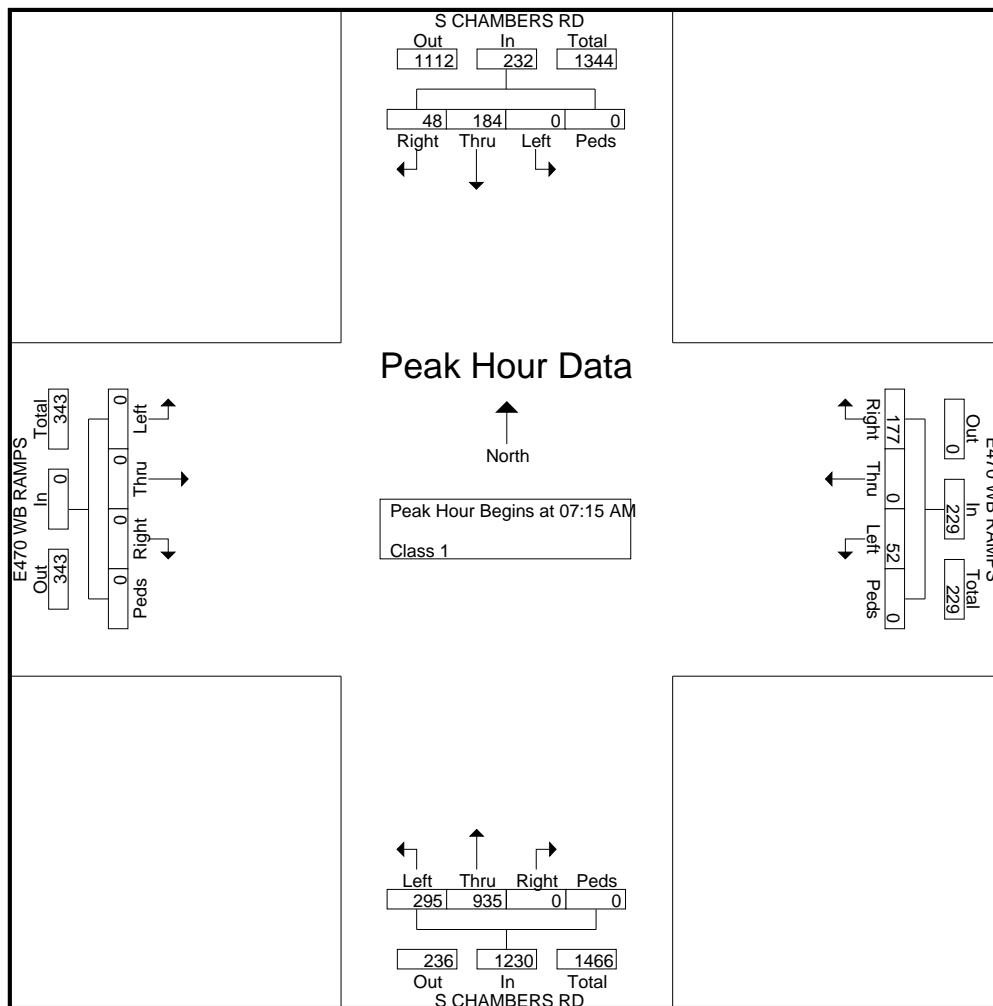 S CHAMBERS RD
Out In Total
1112 232 1344
48 184 0 0
Right Thru Left Peds
Peak Hour Data
North
Peak Hour Begins at 07:15 AM
Class 1
E470 WB RAMPS
Out In Total
343 0 343
0 0 0 0
Left Thru Right Peds
E470 WB RAMPS
Out In Total
0 229 229
177 0 52 0
Right Thru Left Peds
Left Thru Right Peds
295 935 0 0
236 1230 1466
Out In Total
S CHAMBERS RD